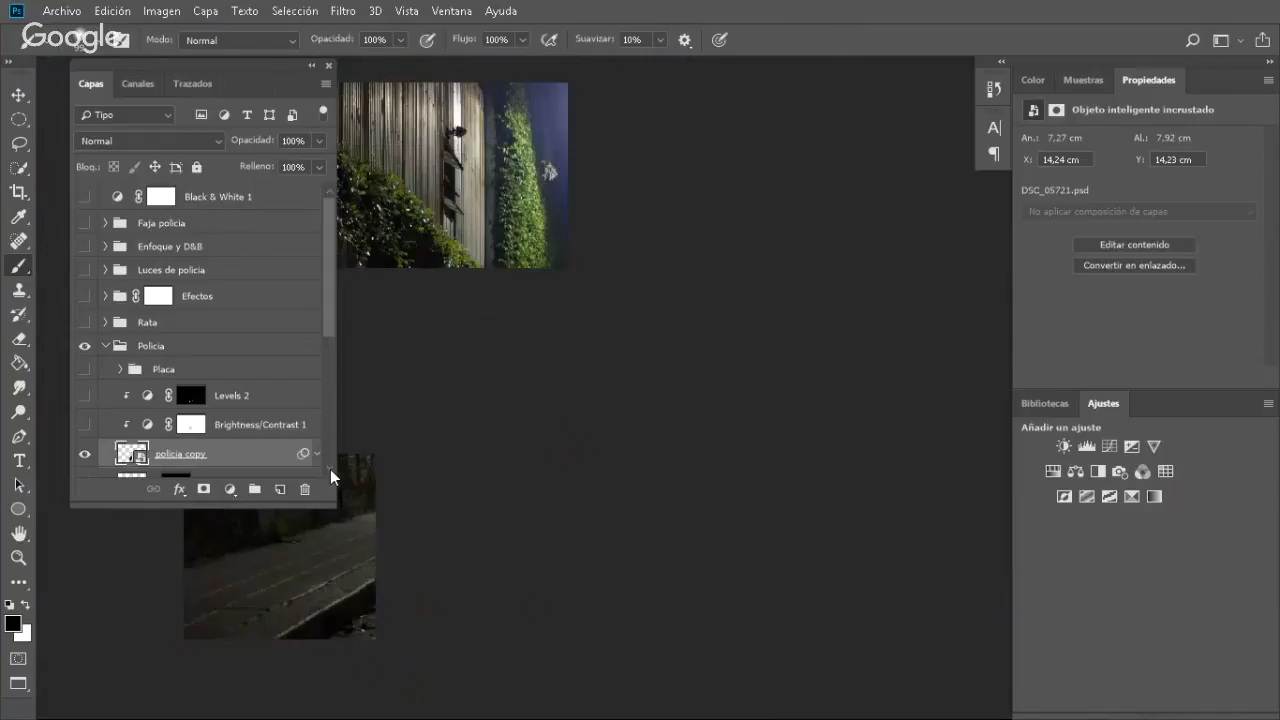 Ps Archivo Edición Imagen Capa Texto Selección Filtro 3D Vista Ventana Ayuda
Google Modo: Normal Opacidad: 100% Flujo: 100% Suavizar: 10%
Capas Canales Trazados
Tipo
Normal Opacidad: 100%
Bloq.: Relleno: 100%
Black & White 1
Faja policia
Enfoque y D&B
Luces de policia
Efectos
Rata
Policia
Placa
Levels 2
Brightness/Contrast 1
policia copy
fx
Color Muestras Propiedades
Objeto inteligente incrustado
An.: 7,27 cm Al.: 7,92 cm
X: 14,24 cm Y: 14,23 cm
DSC_05721.psd
No aplicar composición de capas
Editar contenido
Convertir en enlazado...
Bibliotecas Ajustes
Añadir un ajuste